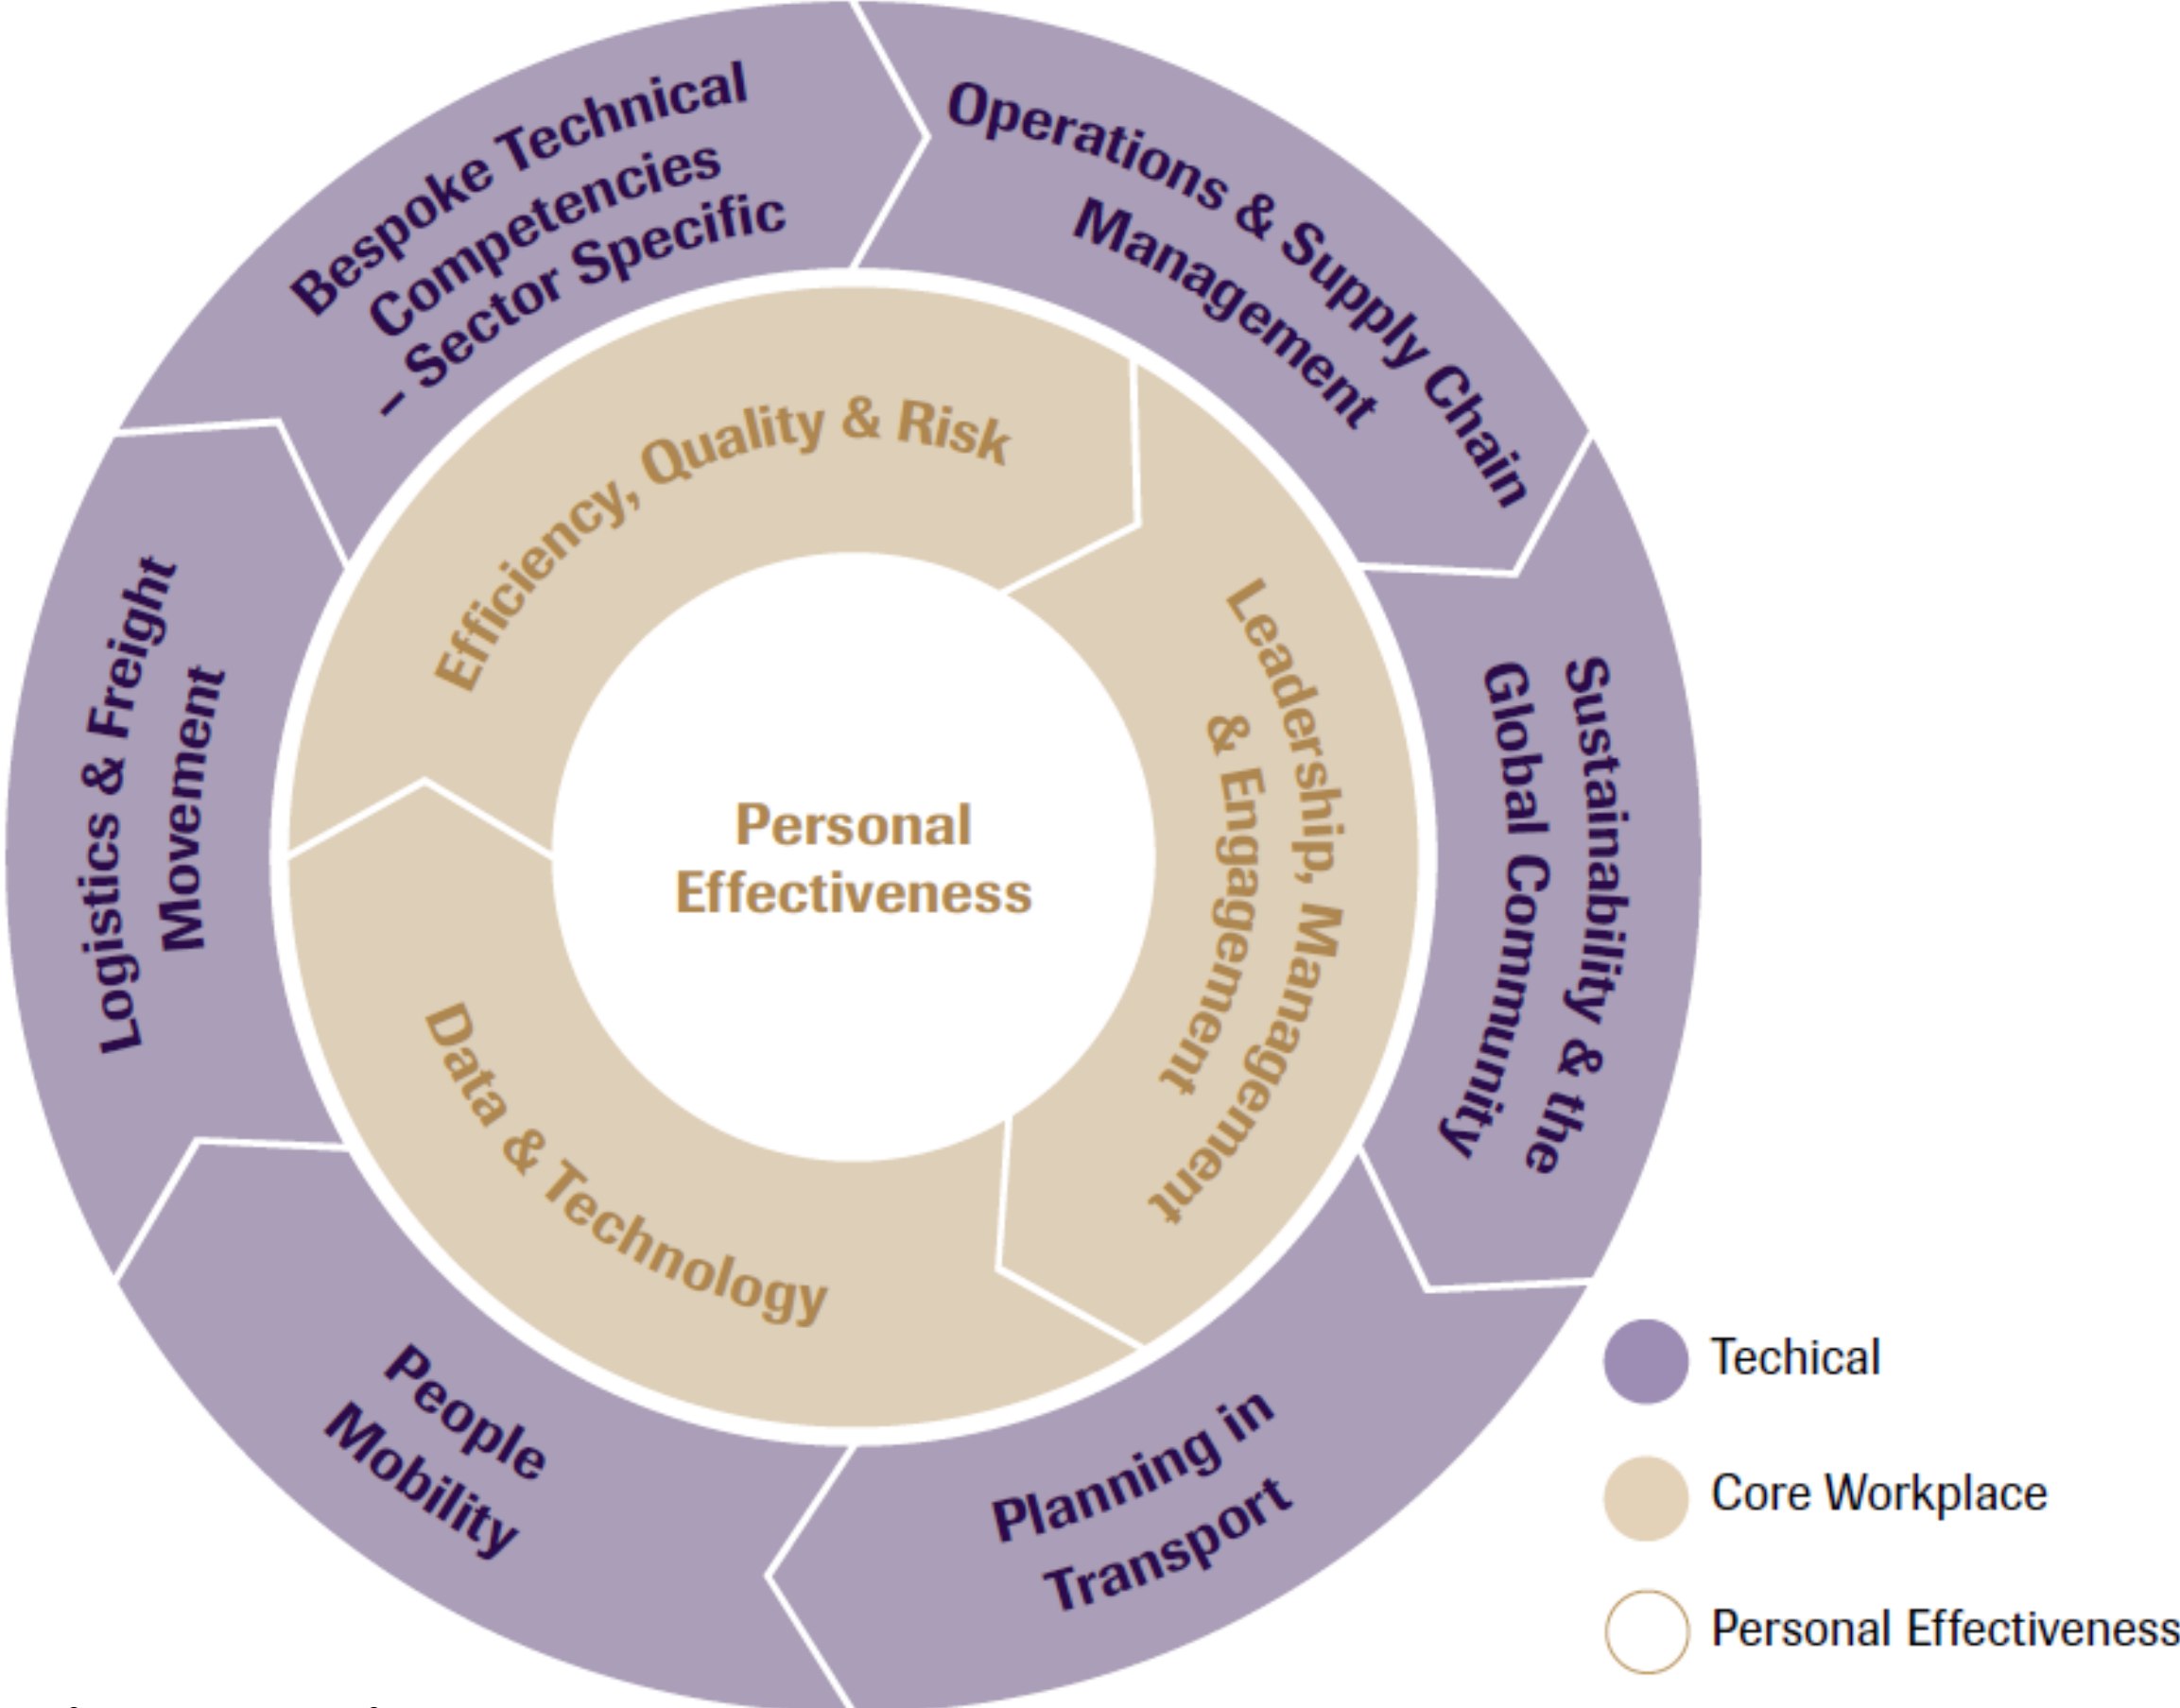 Bespoke Technical
Competencies
– Sector Specific
Operations & Supply Chain
Management
Sustainability & the
Global Community
Planning in
Transport
People
Mobility
Logistics & Freight
Movement
Efficiency, Quality & Risk
Leadership, Management
& Engagement
Data & Technology
Personal
Effectiveness
Techical
Core Workplace
Personal Effectiveness